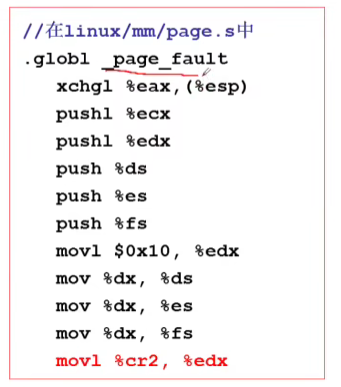 //在linux/mm/page.s中
.globl _page_fault
xchgl %eax,(%esp)
pushl %ecx
pushl %edx
push %ds
push %es
push %fs
movl $0x10, %edx
mov %dx, %ds
mov %dx, %es
mov %dx, %fs
movl %cr2, %edx